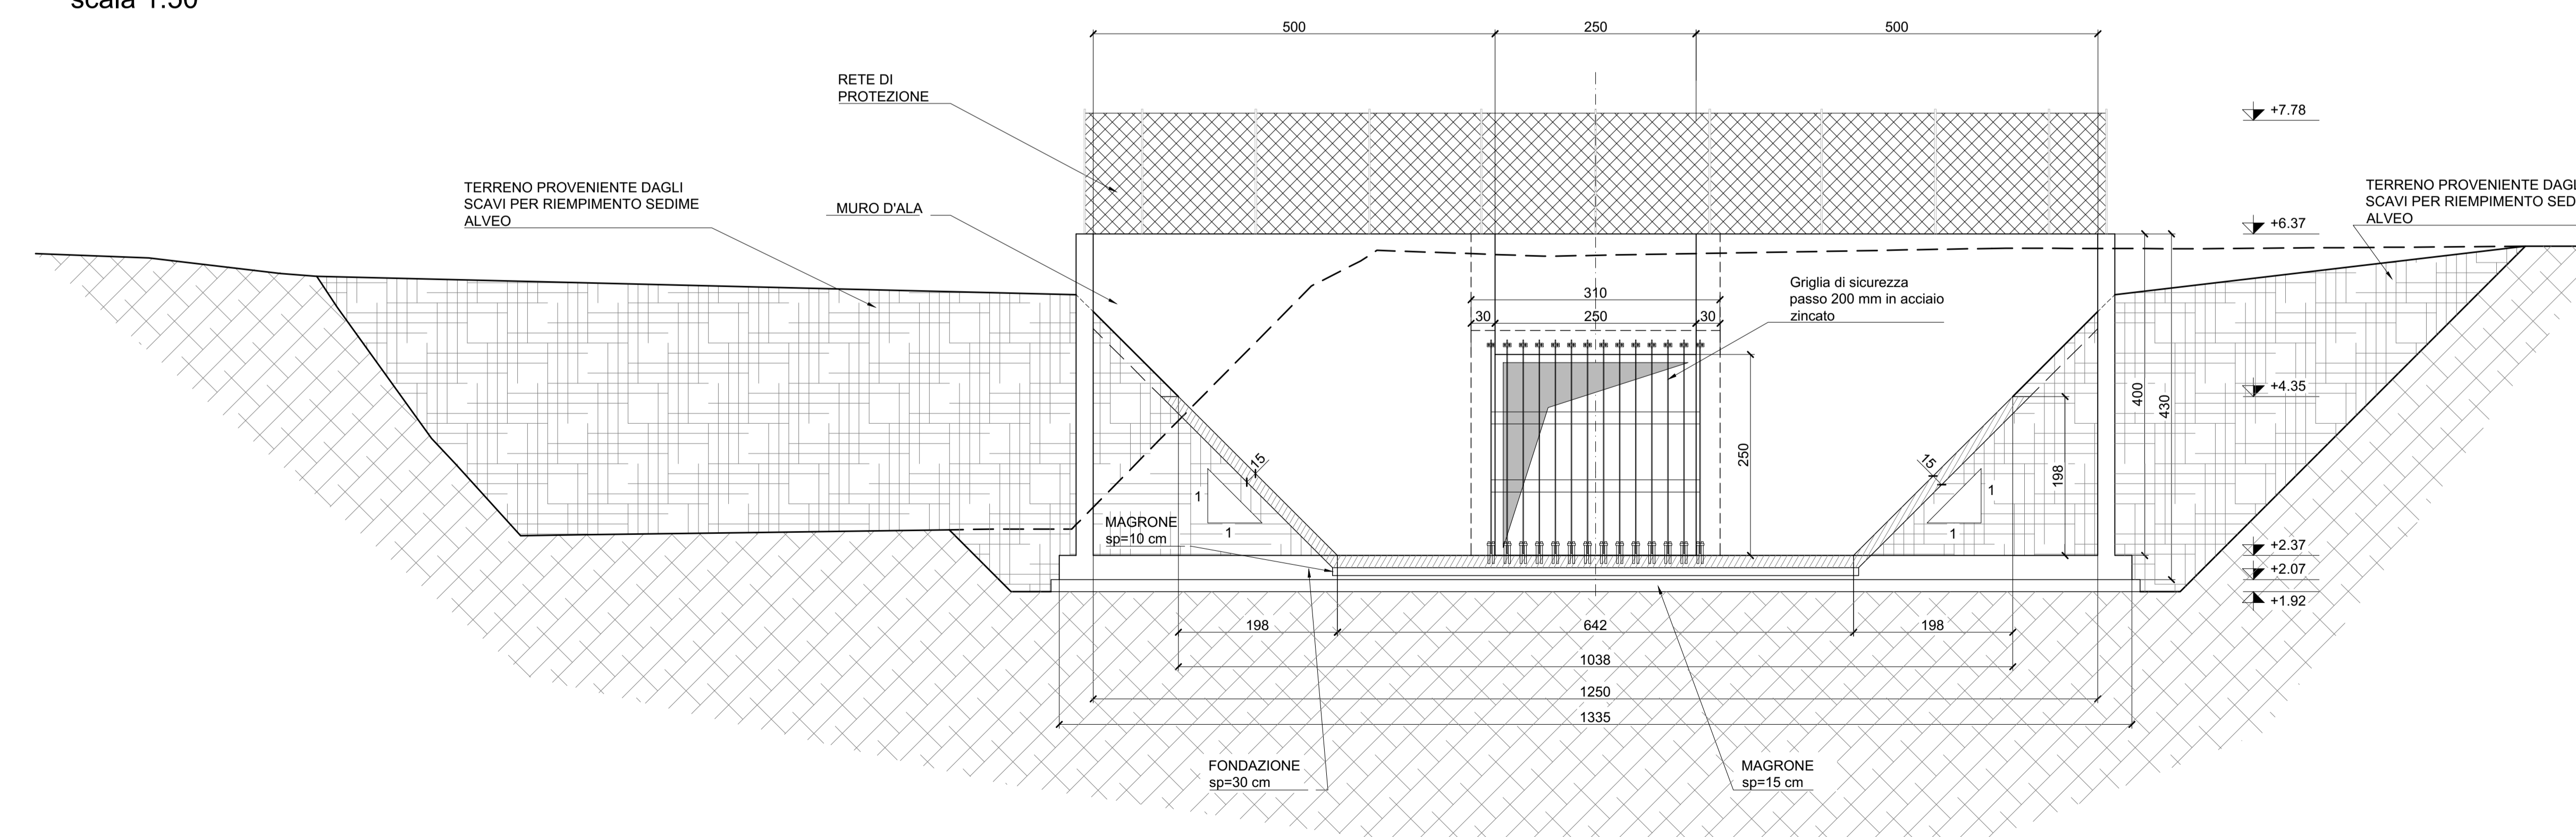 scala 1:50
500
250
500
RETE DI
PROTEZIONE
+7.78
TERRENO PROVENIENTE DAGLI
SCAVI PER RIEMPIMENTO SEDIME
ALVEO
MURO D'ALA
TERRENO PROVENIENTE DAGL
SCAVI PER RIEMPIMENTO SED
ALVEO
+6.37
Griglia di sicurezza
passo 200 mm in acciaio
zincato
310
30
250
30
+4.35
400
430
250
198
15
15
1
1
1
1
MAGRONE
sp=10 cm
+2.37
+2.07
+1.92
198
642
198
1038
1250
1335
FONDAZIONE
sp=30 cm
MAGRONE
sp=15 cm